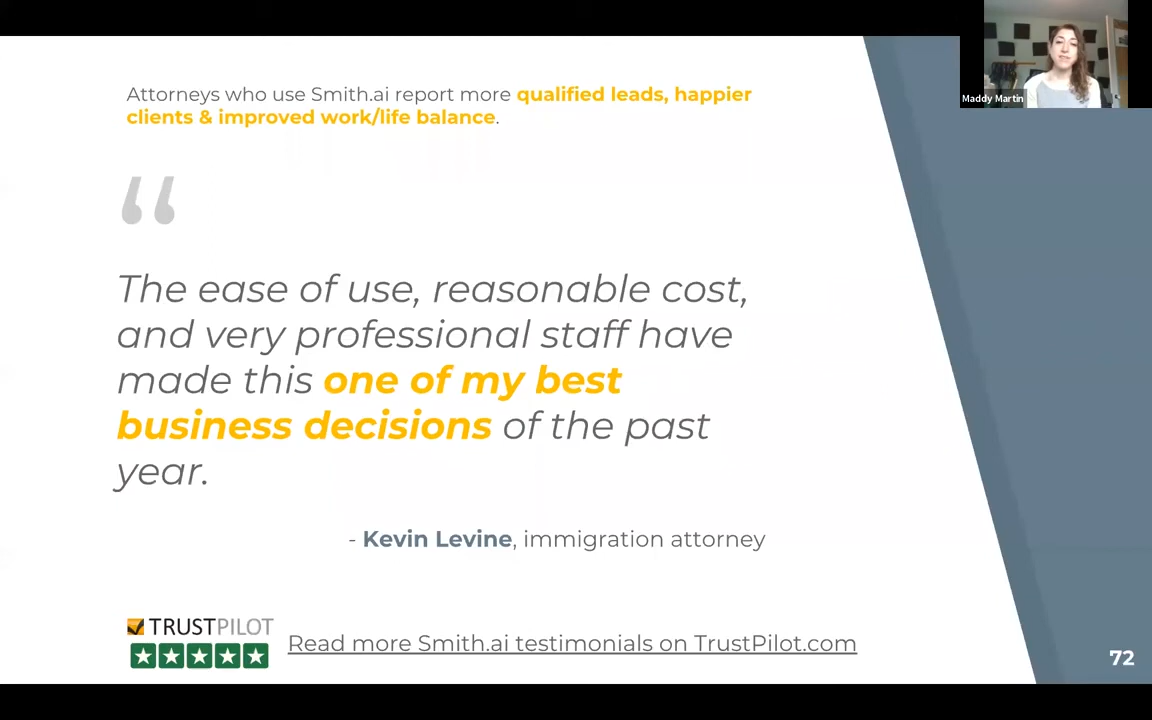 Maddy Martin
Attorneys who use Smith.ai report more qualified leads, happier
clients & improved work/life balance.
“
The ease of use, reasonable cost,
and very professional staff have
made this one of my best
business decisions of the past
year.
- Kevin Levine, immigration attorney
TRUSTPILOT
Read more Smith.ai testimonials on TrustPilot.com
72